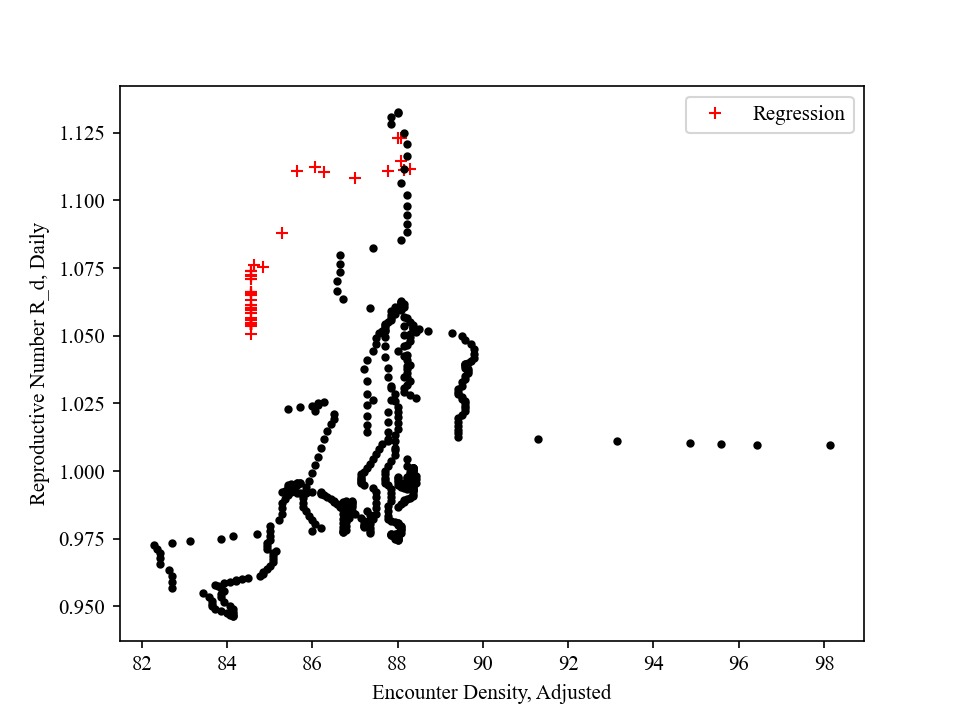 Regression
1.125
1.100
1.075
1.050
1.025
1.000
0.975
0.950
Reproductive Number R_d, Daily
82 84 86 88 90 92 94 96 98
Encounter Density, Adjusted